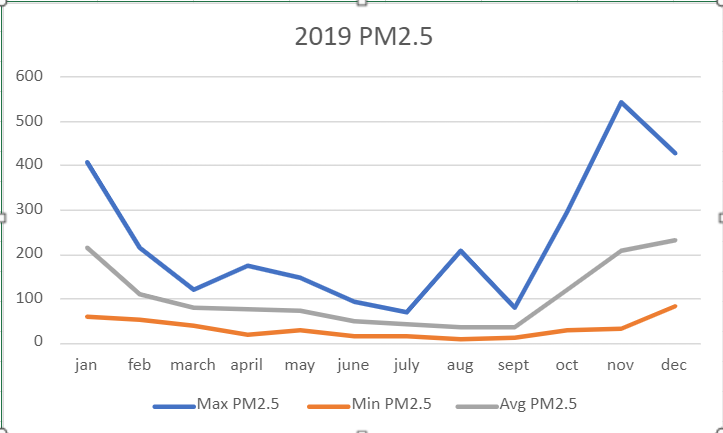 2019 PM2.5
600
500
400
300
200
100
0
jan feb march april may june july aug sept oct nov dec
Max PM2.5 Min PM2.5 Avg PM2.5